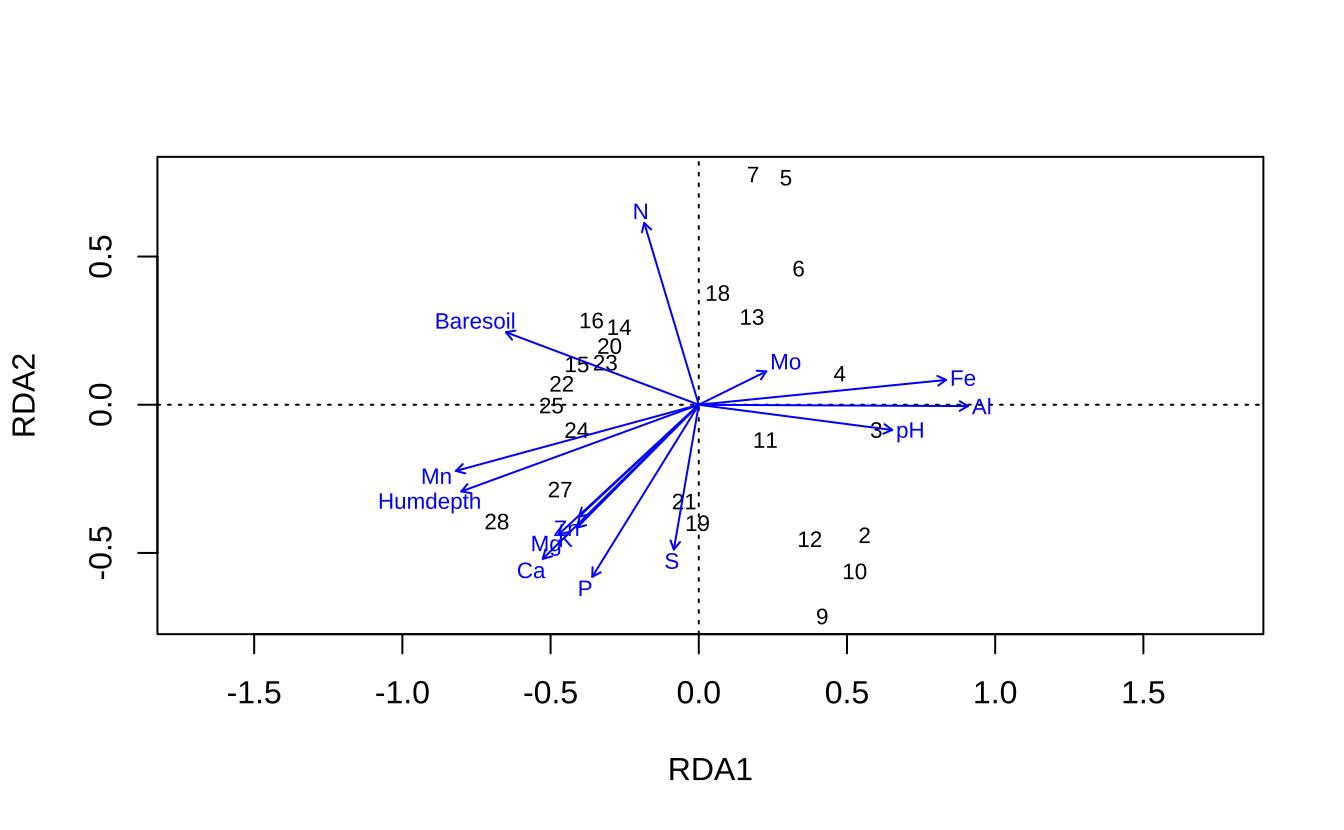 7 5
N
6
18
13
Baresoil 16 14
20
15 23
Mo
22
4 Fe
25 Al
24 11 3 pH
Mn
27
Humdepth
28 21
Zn 19
Mg K 12 2
Ca S 10
P
9
0.5
0.0
-0.5
RDA2
-1.5 -1.0 -0.5 0.0 0.5 1.0 1.5
RDA1